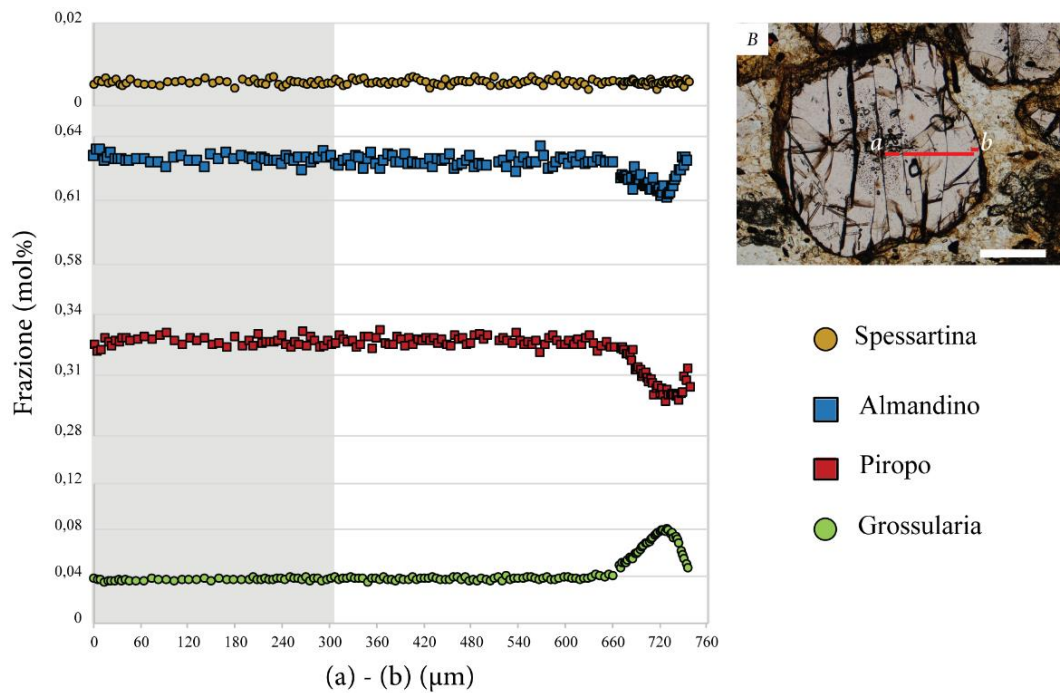 0,02
0
0,64
0,61
0,58
0,34
0,31
0,28
0,12
0,08
0,04
0
Frazione (mol%)
0 60 120 180 240 300 360 420 480 540 600 660 720 760
(a) - (b) (μm)
B
a b
Spessartina
Almandino
Piropo
Grossularia